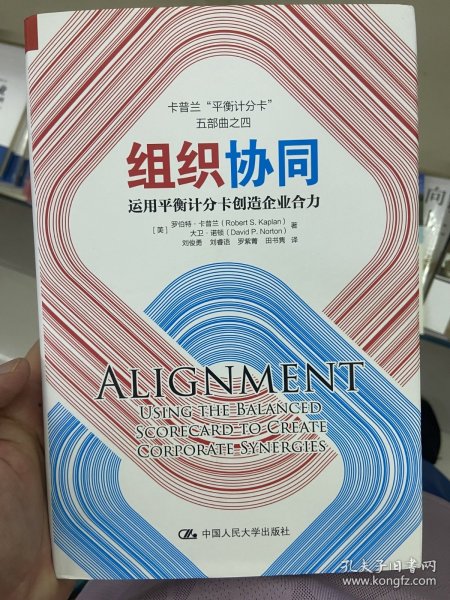 卡普兰“平衡计分卡”
五部曲之四
组织协同
运用平衡计分卡创造企业合力
[美] 罗伯特·卡普兰(Robert S. Kaplan) 著
大卫·诺顿(David P. Norton)
刘俊勇 刘睿语 罗紫菁 田书隽 译
ALIGNMENT
USING THE BALANCED
SCORECARD TO CREATE
CORPORATE SYNERGIES
中国人民大学出版社
向
孔夫子旧书网
www.kongfz.com